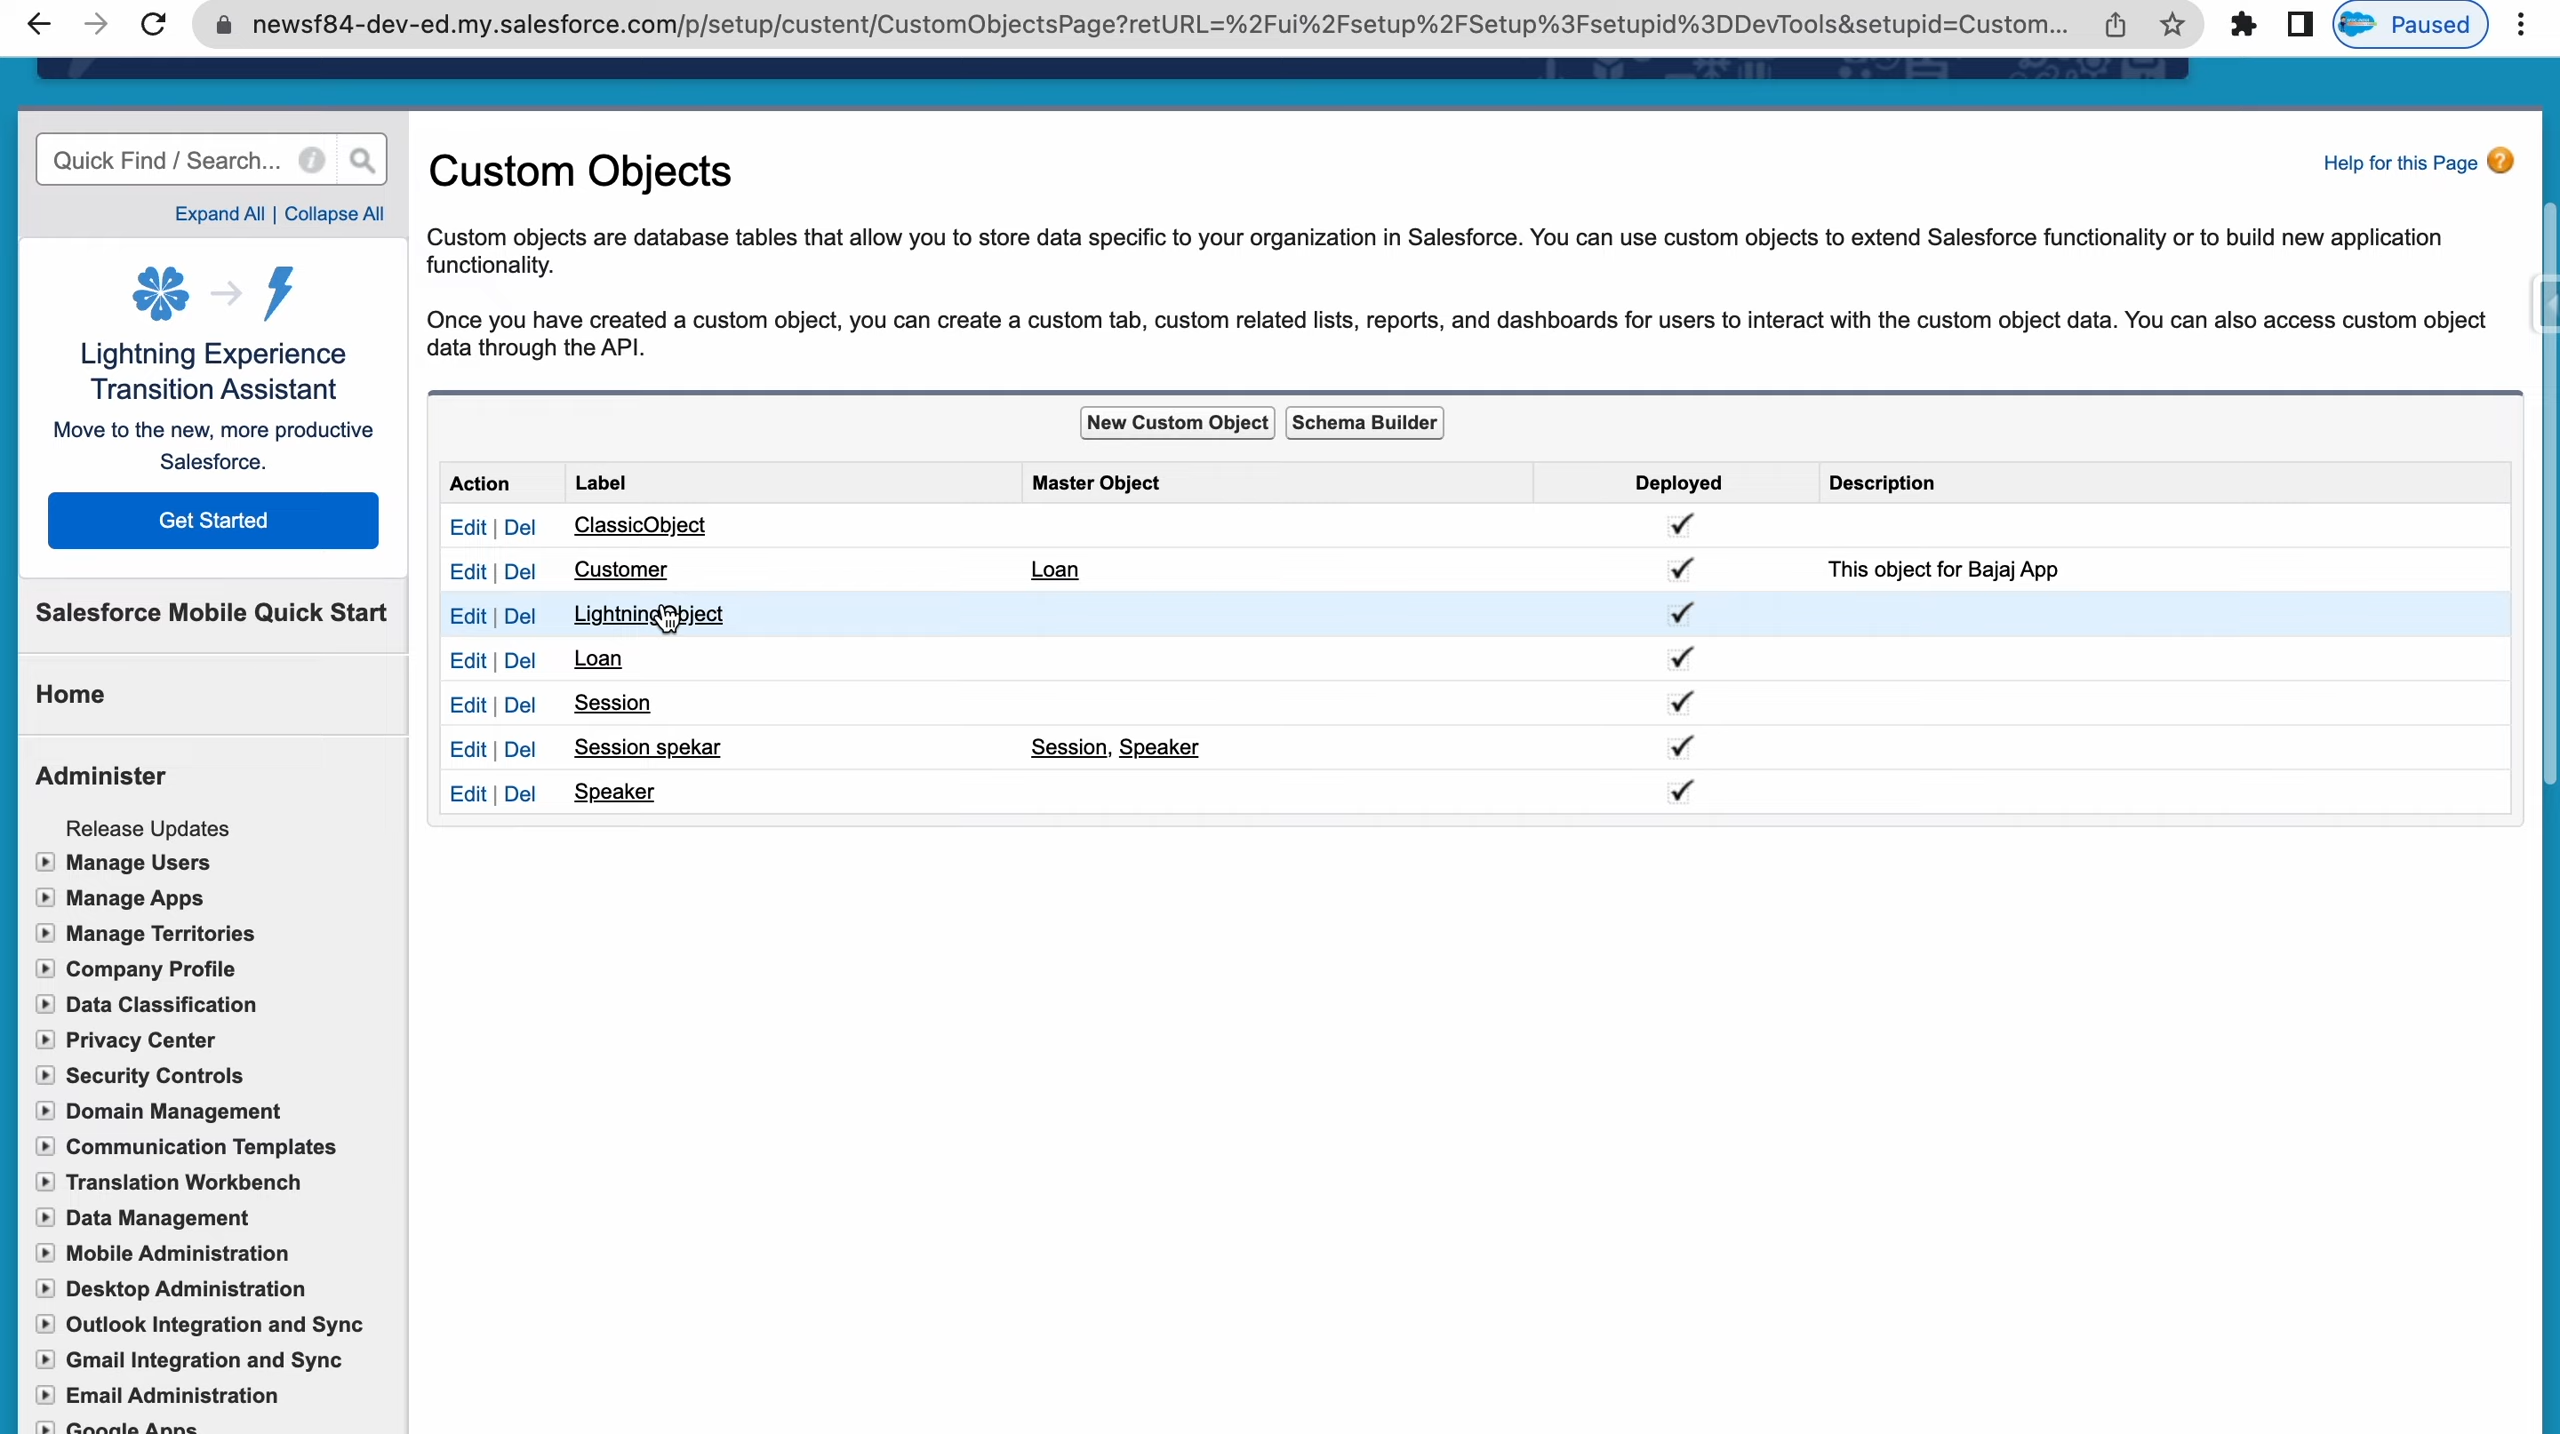 newsf84-dev-ed.my.salesforce.com/p/setup/custent/CustomObjectsPage?retURL=%2Fui%2Fsetup%2FSetup%3Fsetupid%3DDevTools&setupid=Custom...
Paused
Quick Find / Search...
Expand All | Collapse All
Lightning Experience
Transition Assistant
Move to the new, more productive
Salesforce.
Get Started
Salesforce Mobile Quick Start
Home
Administer
Release Updates
Manage Users
Manage Apps
Manage Territories
Company Profile
Data Classification
Privacy Center
Security Controls
Domain Management
Communication Templates
Translation Workbench
Data Management
Mobile Administration
Desktop Administration
Outlook Integration and Sync
Gmail Integration and Sync
Email Administration
Google Apps
Custom Objects
Help for this Page ?
Custom objects are database tables that allow you to store data specific to your organization in Salesforce. You can use custom objects to extend Salesforce functionality or to build new application
functionality.
Once you have created a custom object, you can create a custom tab, custom related lists, reports, and dashboards for users to interact with the custom object data. You can also access custom object
data through the API.
New Custom Object Schema Builder
Action Label Master Object Deployed Description
Edit | Del ClassicObject
Edit | Del Customer Loan This object for Bajaj App
Edit | Del LightningObject
Edit | Del Loan
Edit | Del Session
Edit | Del Session spekar Session, Speaker
Edit | Del Speaker